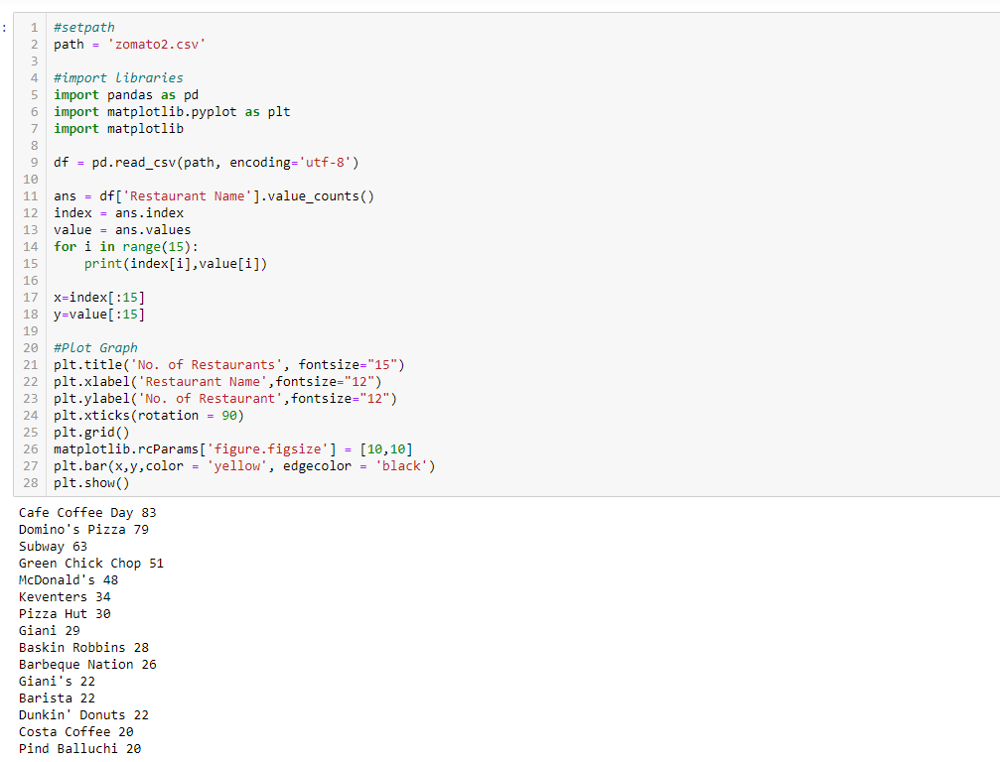 :
1 #setpath
2 path = 'zomato2.csv'
3
4 #import libraries
5 import pandas as pd
6 import matplotlib.pyplot as plt
7 import matplotlib
8
9 df = pd.read_csv(path, encoding='utf-8')
10
11 ans = df['Restaurant Name'].value_counts()
12 index = ans.index
13 value = ans.values
14 for i in range(15):
15     print(index[i],value[i])
16
17 x=index[:15]
18 y=value[:15]
19
20 #Plot Graph
21 plt.title('No. of Restaurants', fontsize="15")
22 plt.xlabel('Restaurant Name',fontsize="12")
23 plt.ylabel('No. of Restaurant',fontsize="12")
24 plt.xticks(rotation = 90)
25 plt.grid()
26 matplotlib.rcParams['figure.figsize'] = [10,10]
27 plt.bar(x,y,color = 'yellow', edgecolor = 'black')
28 plt.show()
Cafe Coffee Day 83
Domino's Pizza 79
Subway 63
Green Chick Chop 51
McDonald's 48
Keventers 34
Pizza Hut 30
Giani 29
Baskin Robbins 28
Barbeque Nation 26
Giani's 22
Barista 22
Dunkin' Donuts 22
Costa Coffee 20
Pind Balluchi 20